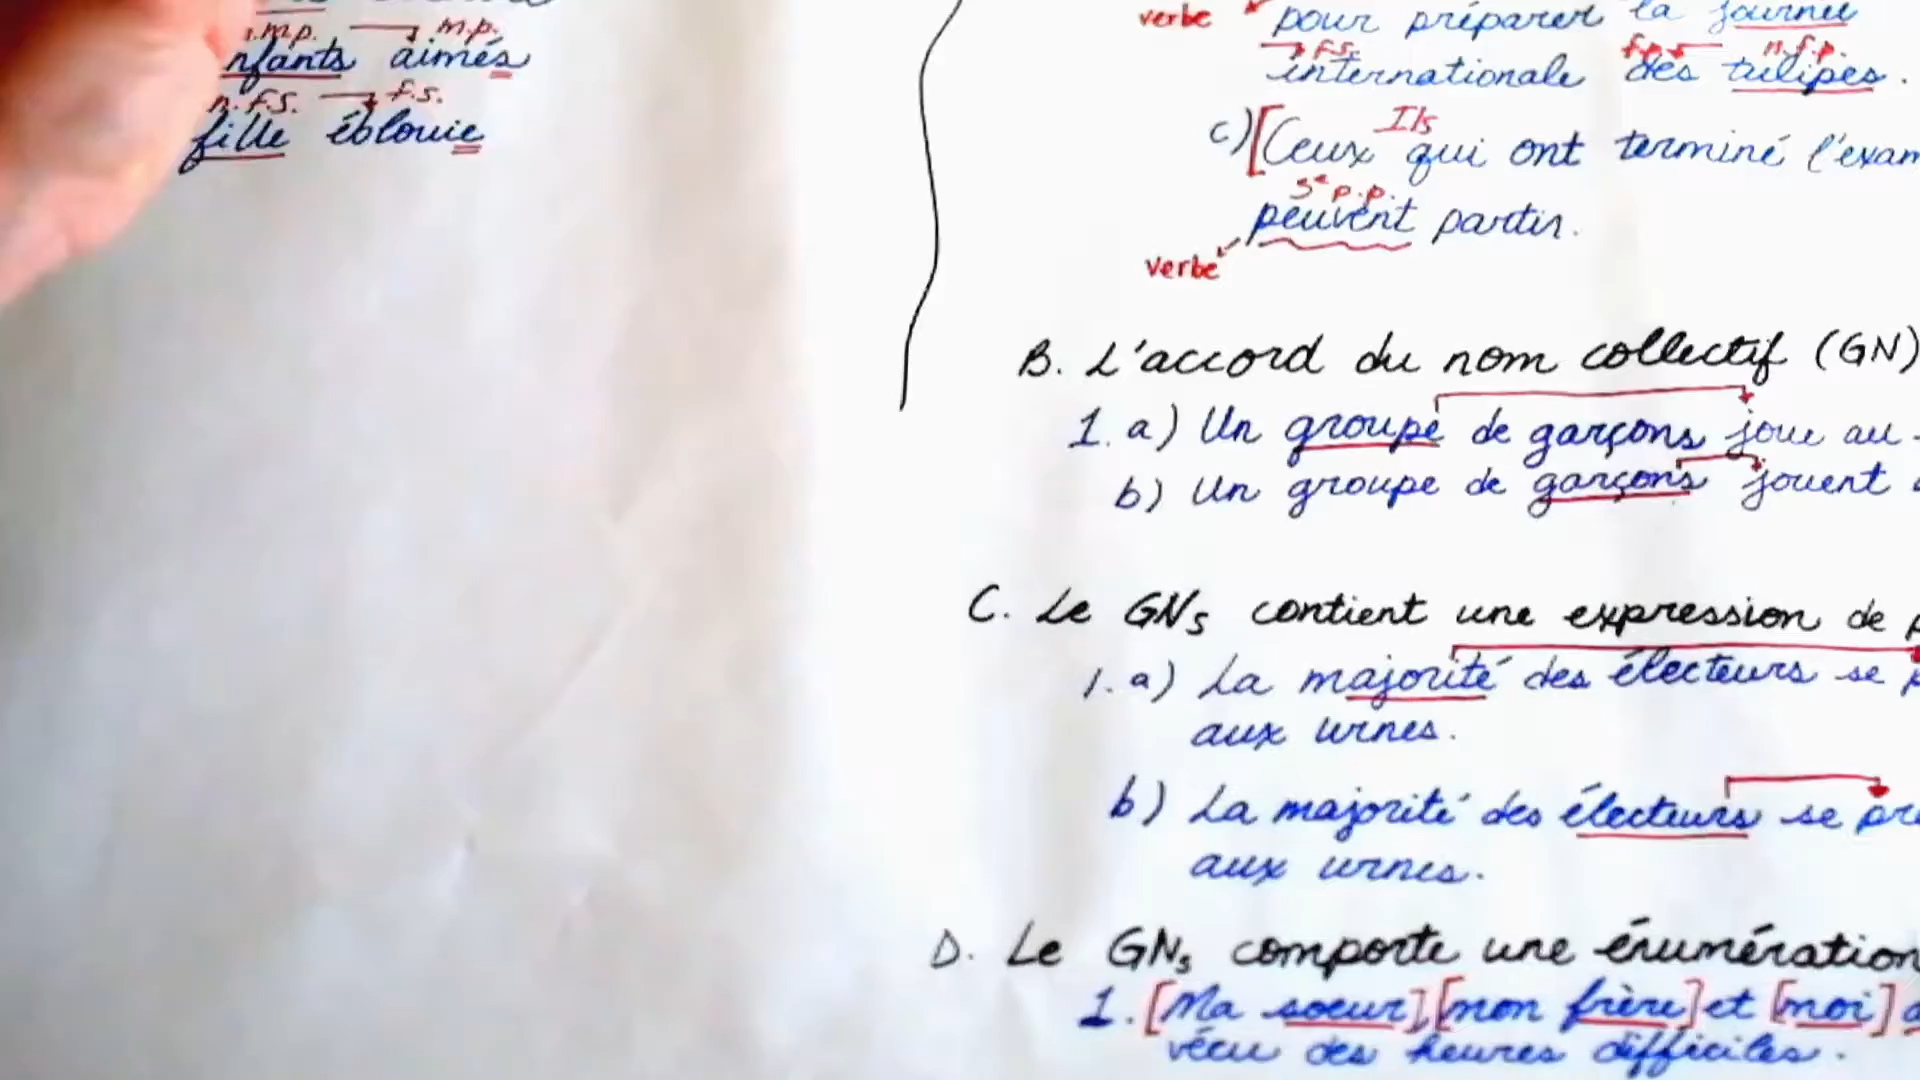 m.p. m.p.
nfants aimés
n.f.s. f.s.
fille éblouie
verbe pour préparer la journée
f.s. f.p. n.f.p.
internationale des tulipes.
Ils
c) [Ceux qui ont terminé l'exam
3e p.p.
peuvent partir.
verbe
B. L'accord du nom collectif (GN)
1. a) Un groupe de garçons joue au
b) Un groupe de garçons jouent
C. Le GNs contient une expression de
1. a) La majorité des électeurs se p
aux urnes.
b) La majorité des électeurs se pré
aux urnes.
D. Le GNs comporte une énumération
1. [Ma soeur] [mon frère] et [moi] a
vécu des heures difficiles.